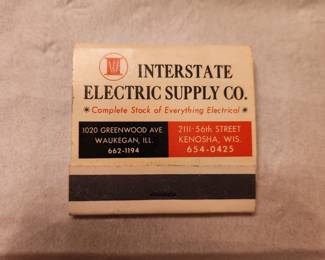 INTERSTATE
ELECTRIC SUPPLY CO.
* Complete Stock of Everything Electrical *
1020 GREENWOOD AVE
WAUKEGAN, ILL.
662-1194
2111-56th STREET
KENOSHA, WIS.
654-0425